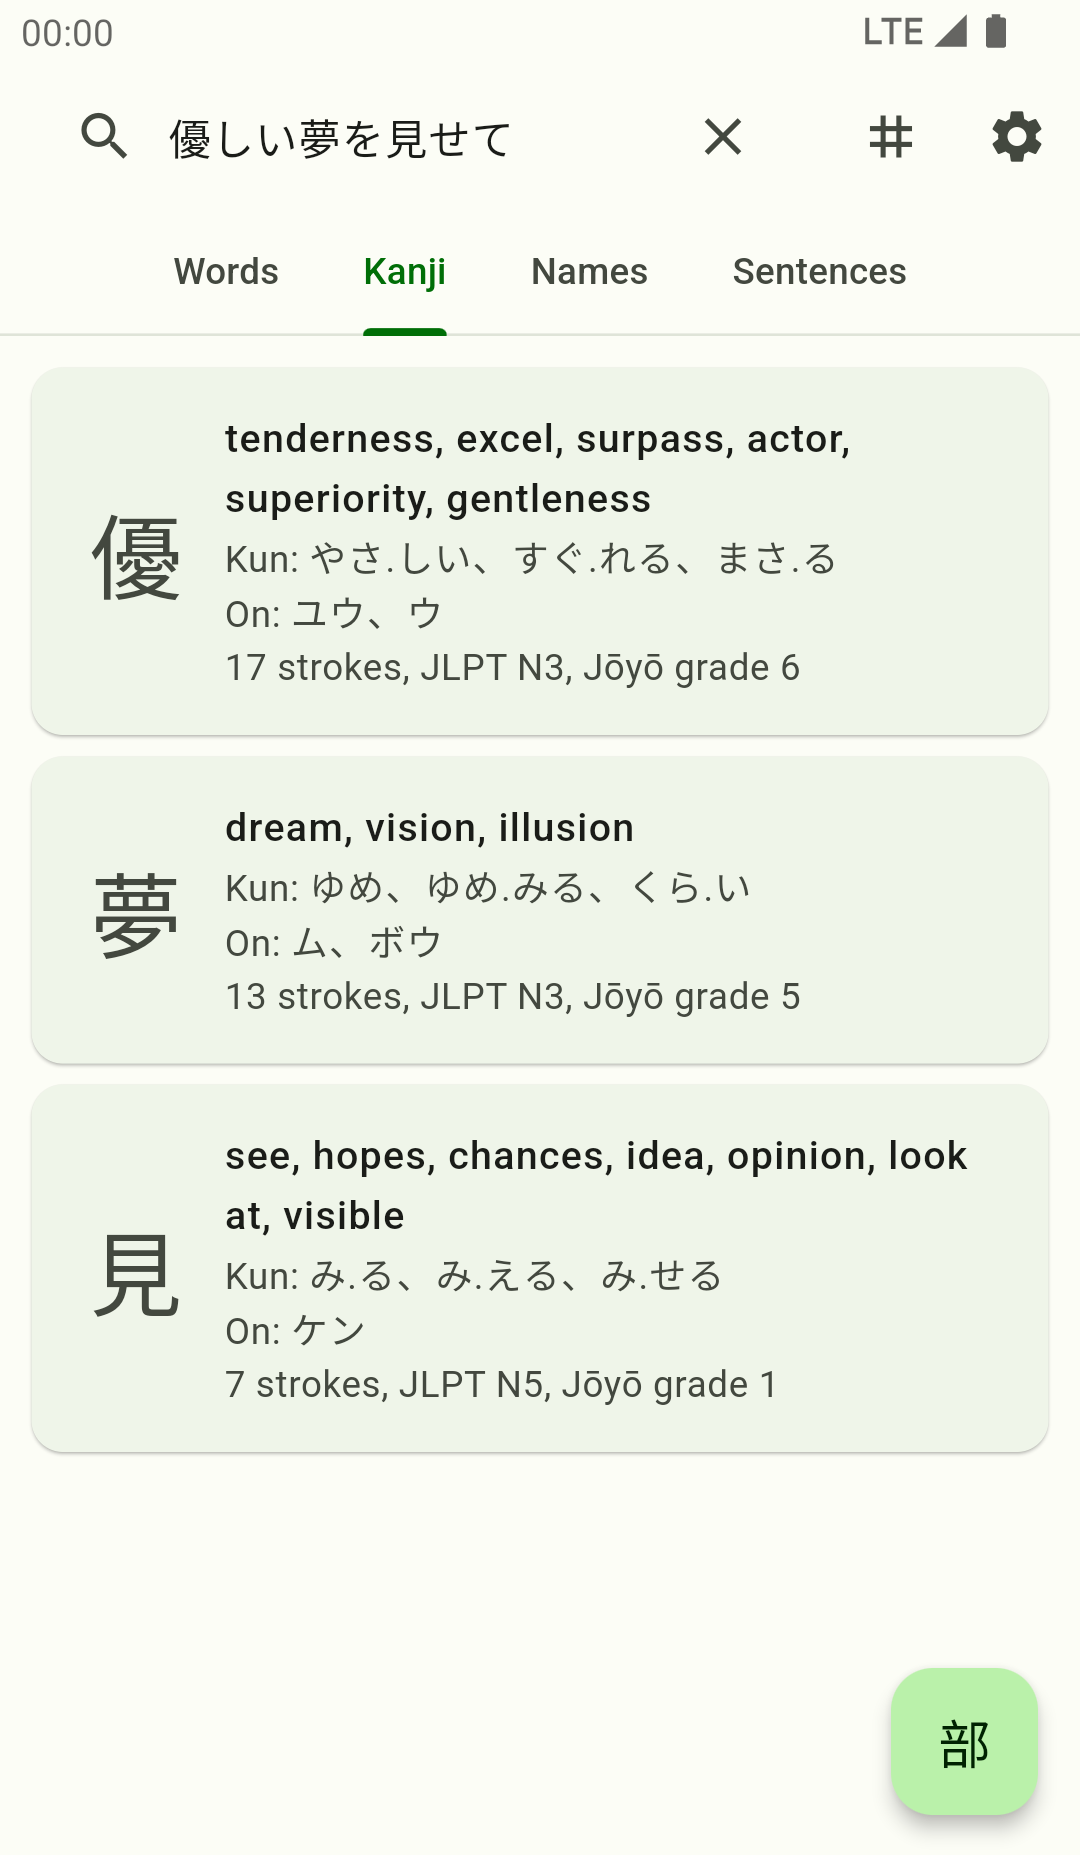 00:00 LTE
優しい夢を見せて
Words Kanji Names Sentences
tenderness, excel, surpass, actor,
superiority, gentleness
優
Kun: やさ.しい、すぐ.れる、まさ.る
On: ユウ、ウ
17 strokes, JLPT N3, Jōyō grade 6
dream, vision, illusion
夢
Kun: ゆめ、ゆめ.みる、くら.い
On: ム、ボウ
13 strokes, JLPT N3, Jōyō grade 5
see, hopes, chances, idea, opinion, look
at, visible
見
Kun: み.る、み.える、み.せる
On: ケン
7 strokes, JLPT N5, Jōyō grade 1
部